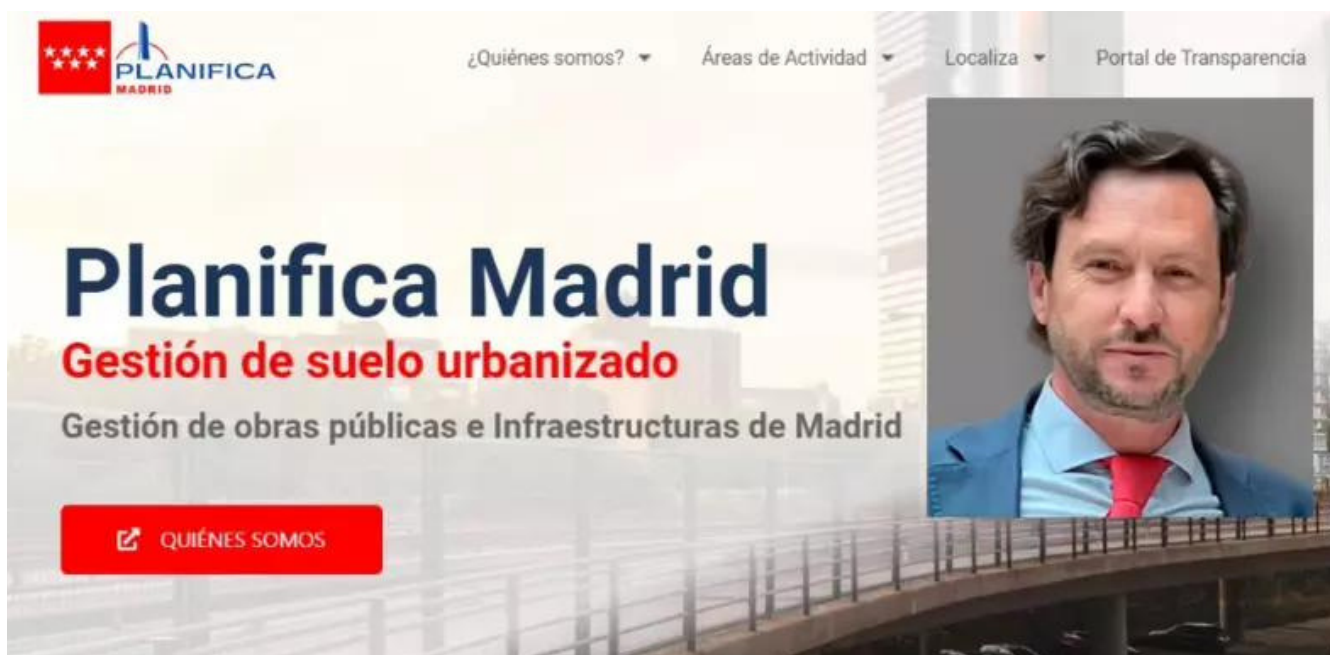 PLANIFICA
MADRID
¿Quiénes somos? Áreas de Actividad Localiza Portal de Transparencia
Planifica Madrid
Gestión de suelo urbanizado
Gestión de obras públicas e Infraestructuras de Madrid
QUIÉNES SOMOS